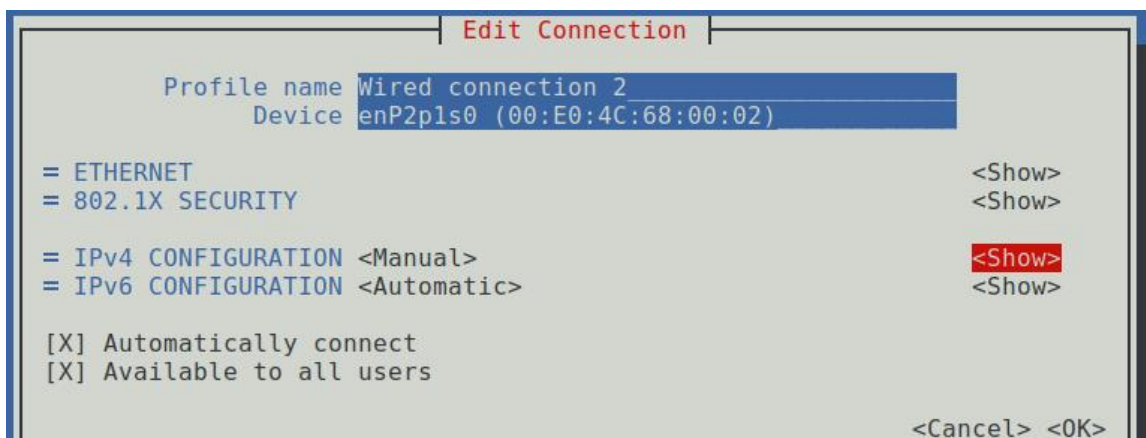 Edit Connection
Profile name Wired connection 2
Device enP2p1s0 (00:E0:4C:68:00:02)
= ETHERNET <Show>
= 802.1X SECURITY <Show>
= IPv4 CONFIGURATION <Manual> <Show>
= IPv6 CONFIGURATION <Automatic> <Show>
[X] Automatically connect
[X] Available to all users
<Cancel> <OK>